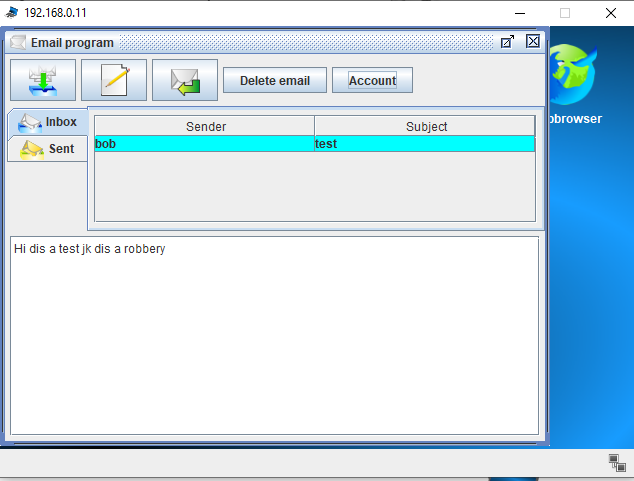 192.168.0.11
Email program
Delete email
Account
Inbox
Sent
Sender
Subject
bob
test
Hi dis a test jk dis a robbery